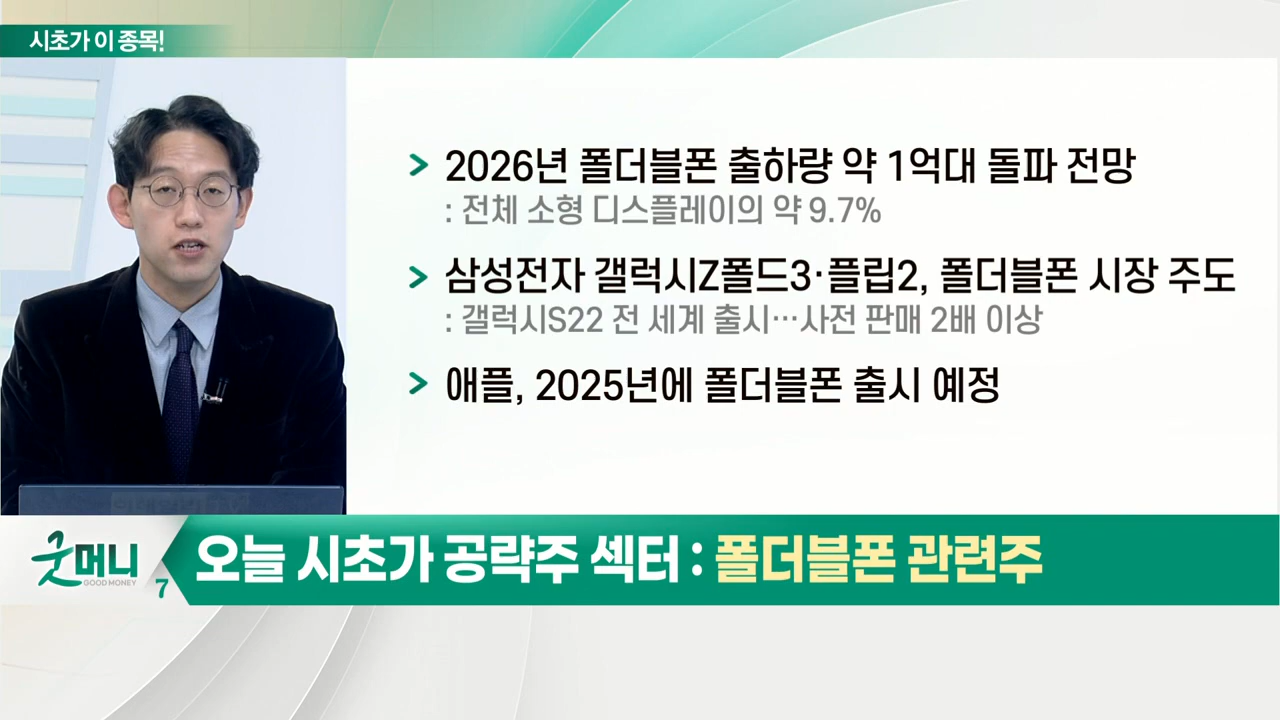 시초가 이 종목!
> 2026년 폴더블폰 출하량 약 1억대 돌파 전망
: 전체 소형 디스플레이의 약 9.7%
> 삼성전자 갤럭시Z폴드3·플립2, 폴더블폰 시장 주도
: 갤럭시S22 전 세계 출시…사전 판매 2배 이상
> 애플, 2025년에 폴더블폰 출시 예정
굿머니
GOOD MONEY
7
오늘 시초가 공략주 섹터 : 폴더블폰 관련주